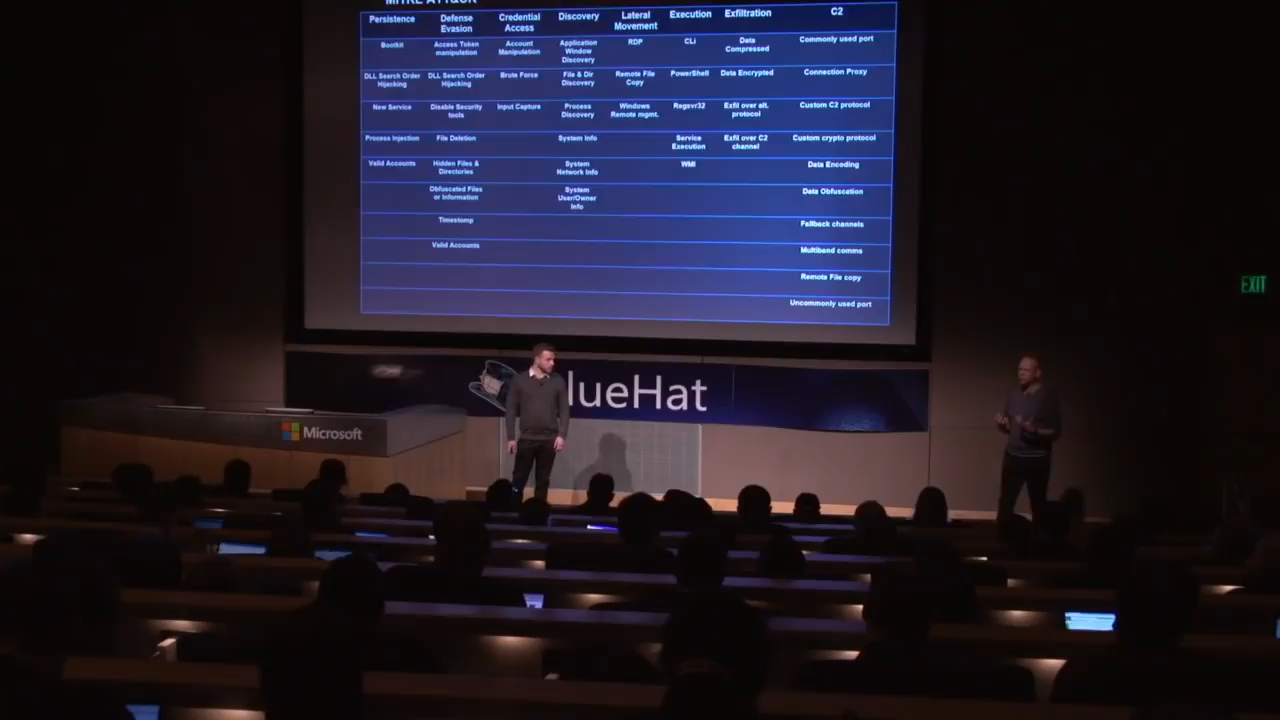 MITRE ATT&CK
Persistence Defense Evasion Credential Access Discovery Lateral Movement Execution Exfiltration C2
Bootkit Access Token manipulation Account Manipulation Application Window Discovery RDP CLi Data Compressed Commonly used port
DLL Search Order Hijacking DLL Search Order Hijacking Brute Force File & Dir Discovery Remote File Copy PowerShell Data Encrypted Connection Proxy
New Service Disable Security tools Input Capture Process Discovery Windows Remote mgmt. Regsvr32 Exfil over alt. protocol Custom C2 protocol
Process Injection File Deletion System Info Service Execution Exfil over C2 channel Custom crypto protocol
Valid Accounts Hidden Files & Directories System Network Info WMI Data Encoding
Obfuscated Files or Information System User/Owner Info Data Obfuscation
Timestomp Fallback channels
Valid Accounts Multiband comms
Remote File copy
Uncommonly used port
EXIT
lueHat
Microsoft